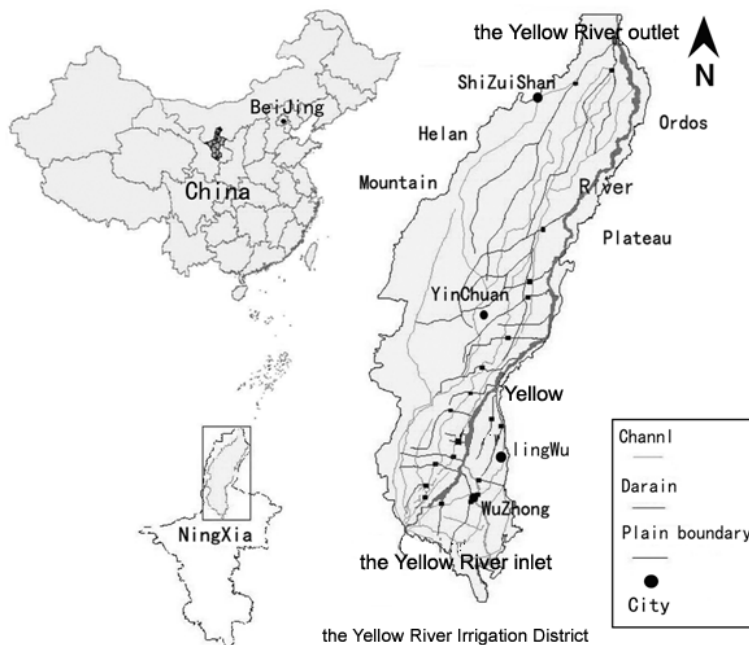 the Yellow River outlet
N
ShiZuiShan
BeiJing
Helan
Ordos
Mountain
River
China
Plateau
YinChuan
Yellow
lingWu
WuZhong
NingXia
the Yellow River inlet
the Yellow River Irrigation District
Channl
Darain
Plain boundary
City